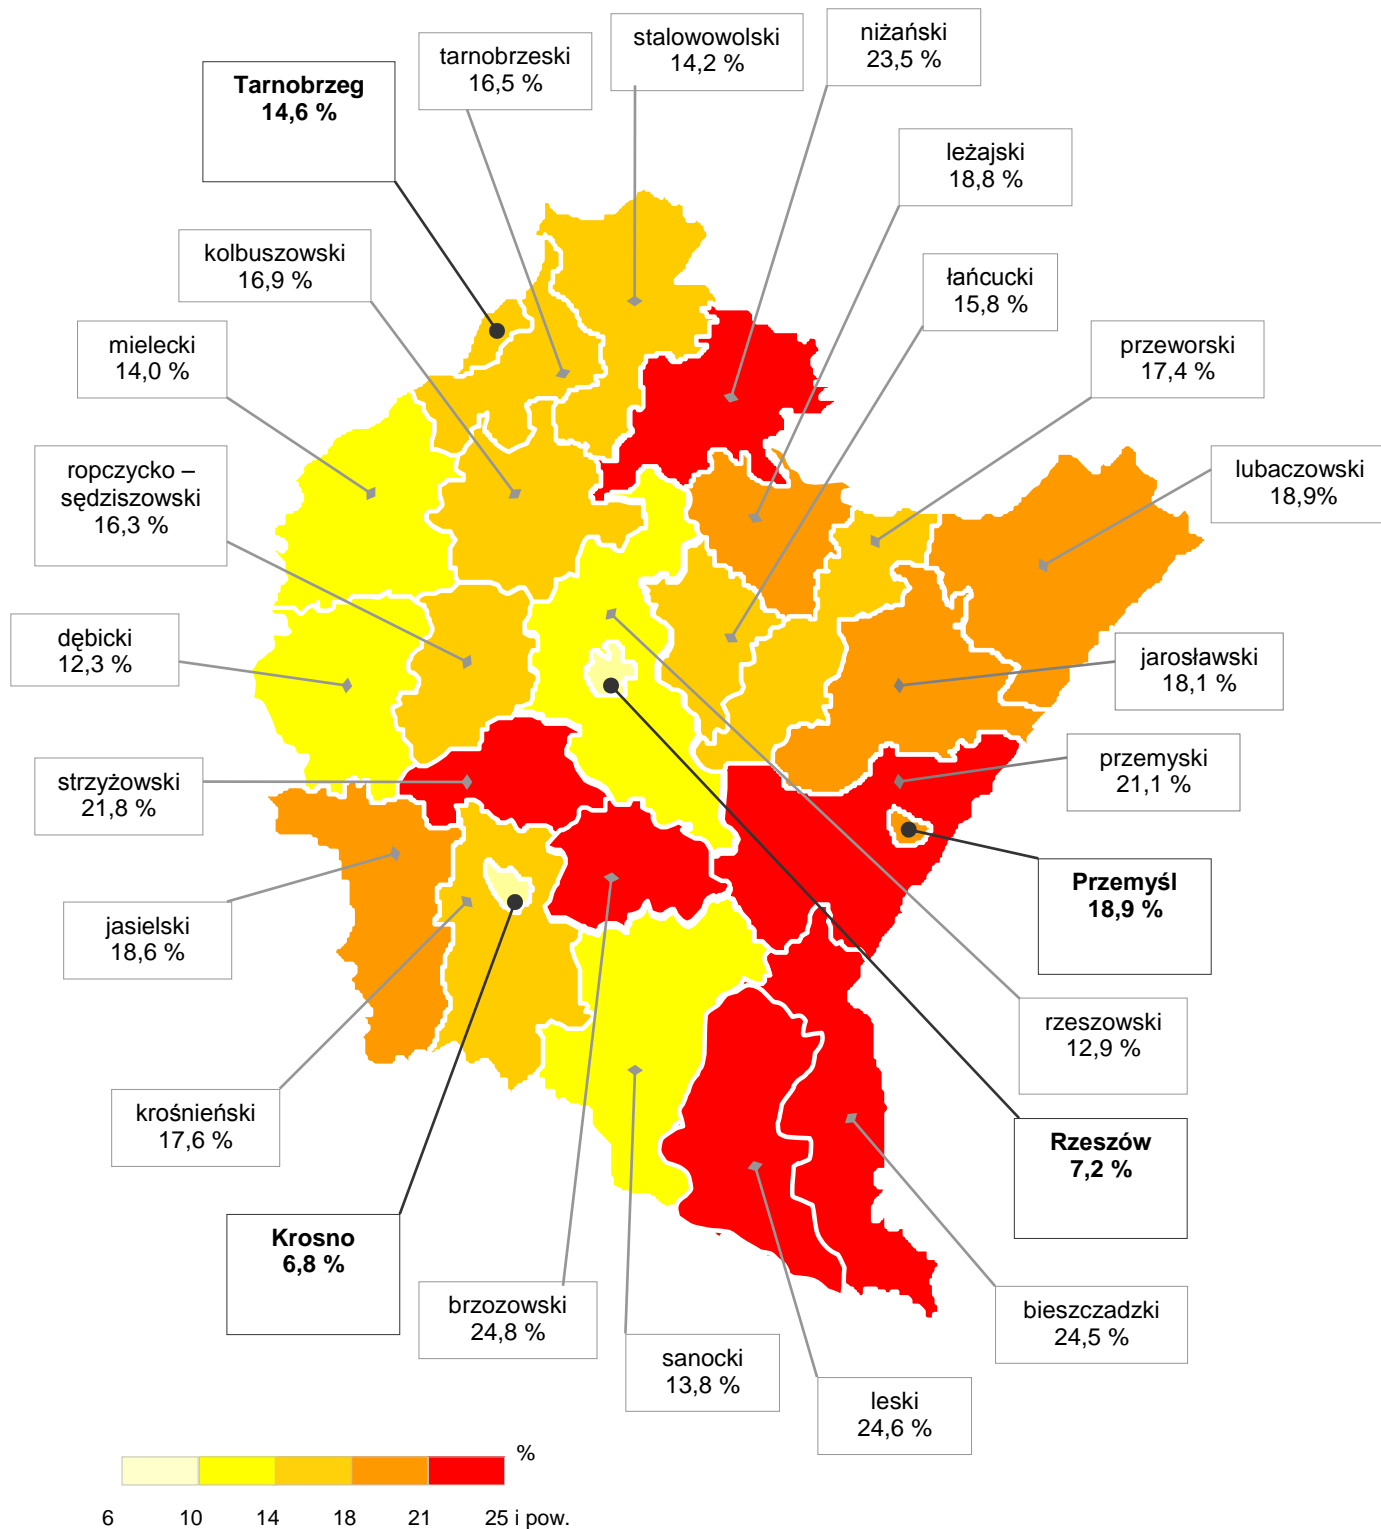 stalowowolski
14,2 %
niżański
23,5 %
tarnobrzeski
16,5 %
Tarnobrzeg
14,6 %
leżajski
18,8 %
kolbuszowski
16,9 %
łańcucki
15,8 %
mielecki
14,0 %
przeworski
17,4 %
ropczycko –
sędziszowski
16,3 %
lubaczowski
18,9%
dębicki
12,3 %
jarosławski
18,1 %
strzyżowski
21,8 %
przemyski
21,1 %
Przemyśl
18,9 %
jasielski
18,6 %
rzeszowski
12,9 %
krośnieński
17,6 %
Rzeszów
7,2 %
Krosno
6,8 %
brzozowski
24,8 %
bieszczadzki
24,5 %
sanocki
13,8 %
leski
24,6 %
%
6 10 14 18 21 25 i pow.